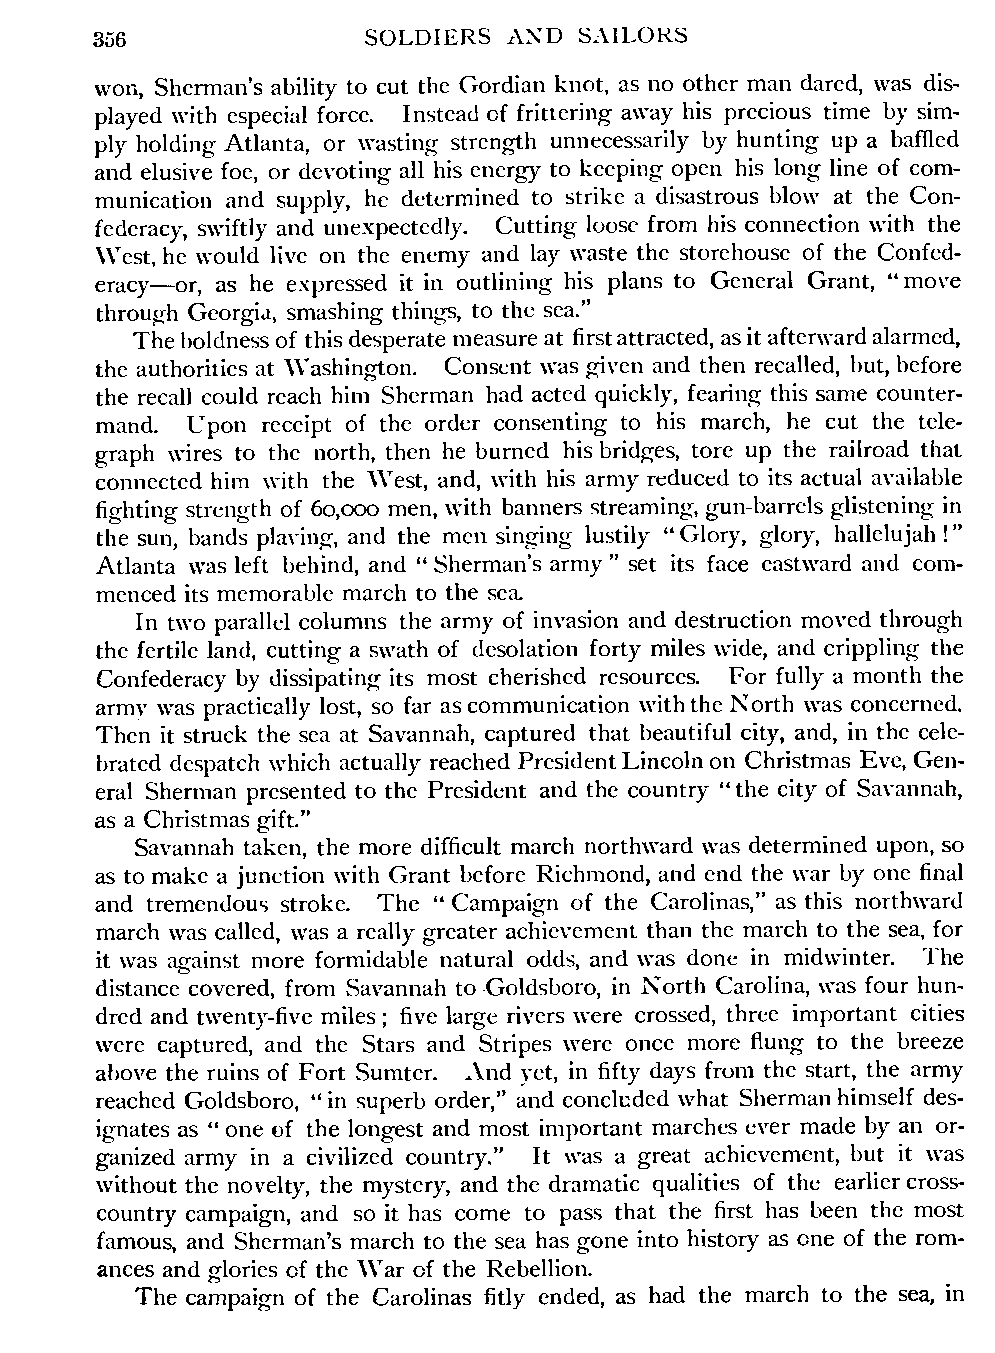 356 SOLDIERS AND SAILORS
won, Sherman's ability to cut the Gordian knot, as no other man dared, was dis-
played with especial force. Instead of frittering away his precious time by sim-
ply holding Atlanta, or wasting strength unnecessarily by hunting up a baffled
and elusive foe, or devoting all his energy to keeping open his long line of com-
munication and supply, he determined to strike a disastrous blow at the Con-
federacy, swiftly and unexpectedly. Cutting loose from his connection with the
West, he would live on the enemy and lay waste the storehouse of the Confed-
eracy—or, as he expressed it in outlining his plans to General Grant, "move
through Georgia, smashing things, to the sea."
The boldness of this desperate measure at first attracted, as it afterward alarmed,
the authorities at Washington. Consent was given and then recalled, but, before
the recall could reach him Sherman had acted quickly, fearing this same counter-
mand. Upon receipt of the order consenting to his march, he cut the tele-
graph wires to the north, then he burned his bridges, tore up the railroad that
connected him with the West, and, with his army reduced to its actual available
fighting strength of 60,000 men, with banners streaming, gun-barrels glistening in
the sun, bands playing, and the men singing lustily "Glory, glory, hallelujah!"
Atlanta was left behind, and "Sherman's army" set its face eastward and com-
menced its memorable march to the sea.
In two parallel columns the army of invasion and destruction moved through
the fertile land, cutting a swath of desolation forty miles wide, and crippling the
Confederacy by dissipating its most cherished resources. For fully a month the
army was practically lost, so far as communication with the North was concerned.
Then it struck the sea at Savannah, captured that beautiful city, and, in the cele-
brated despatch which actually reached President Lincoln on Christmas Eve, Gen-
eral Sherman presented to the President and the country "the city of Savannah,
as a Christmas gift."
Savannah taken, the more difficult march northward was determined upon, so
as to make a junction with Grant before Richmond, and end the war by one final
and tremendous stroke. The "Campaign of the Carolinas," as this northward
march was called, was a really greater achievement than the march to the sea, for
it was against more formidable natural odds, and was done in midwinter. The
distance covered, from Savannah to Goldsboro, in North Carolina, was four hun-
dred and twenty-five miles; five large rivers were crossed, three important cities
were captured, and the Stars and Stripes were once more flung to the breeze
above the ruins of Fort Sumter. And yet, in fifty days from the start, the army
reached Goldsboro, "in superb order," and concluded what Sherman himself des-
ignates as "one of the longest and most important marches ever made by an or-
ganized army in a civilized country." It was a great achievement, but it was
without the novelty, the mystery, and the dramatic qualities of the earlier cross-
country campaign, and so it has come to pass that the first has been the most
famous, and Sherman's march to the sea has gone into history as one of the rom-
ances and glories of the War of the Rebellion.
The campaign of the Carolinas fitly ended, as had the march to the sea, in